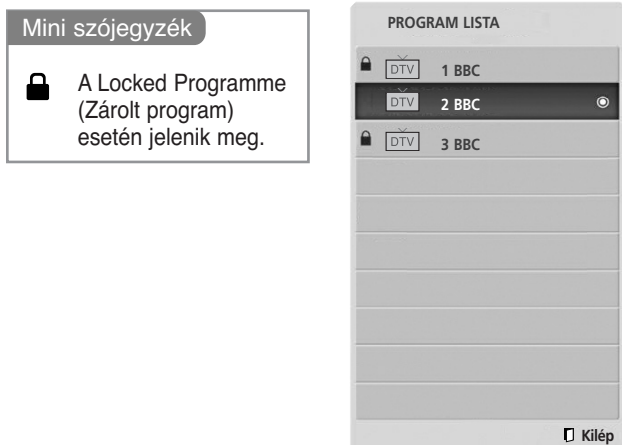 Mini szójegyzék
A Locked Programme
(Zárolt program)
esetén jelenik meg.
PROGRAM LISTA
DTV 1 BBC
DTV 2 BBC
DTV 3 BBC
Kilép